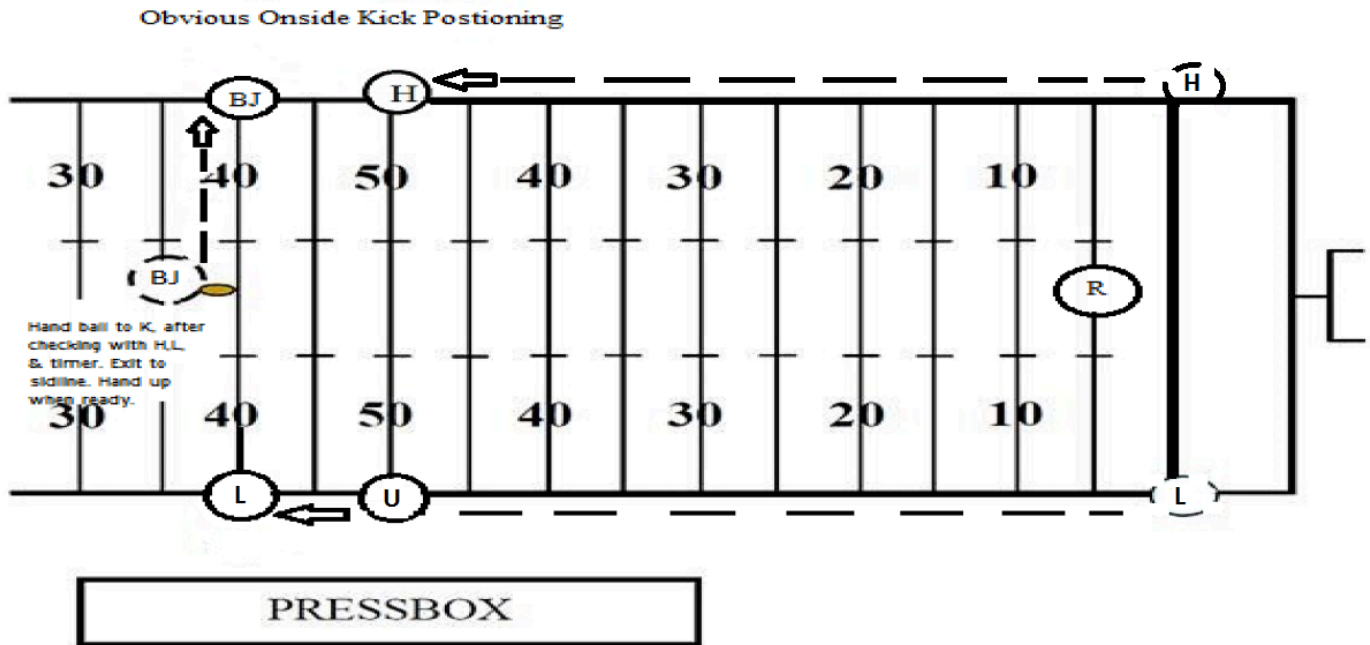 Obvious Onside Kick Postioning
BJ H H
30 40 50 40 30 20 10
BJ R
Hand ball to K, after
checking with H,L,
& timer. Exit to
sidline. Hand up
when ready.
30 40 50 40 30 20 10
L U L
PRESSBOX